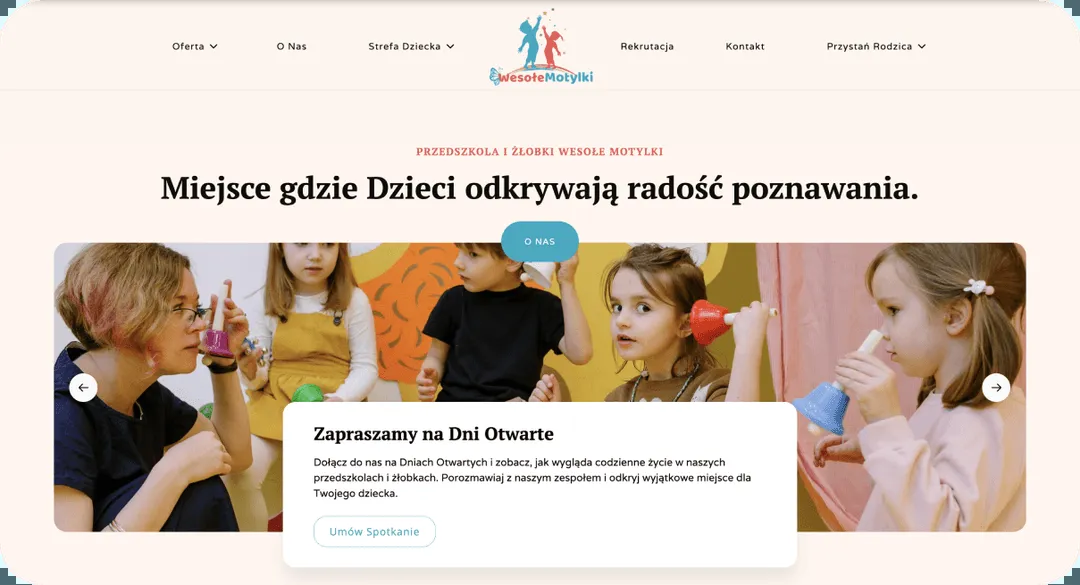 Oferta
O Nas
Strefa Dziecka
WesołeMotylki
Rekrutacja
Kontakt
Przystań Rodzica
PRZEDSZKOLA I ŻŁOBKI WESOŁE MOTYLKI
Miejsce gdzie Dzieci odkrywają radość poznawania.
O NAS
Zapraszamy na Dni Otwarte
Dołącz do nas na Dniach Otwartych i zobacz, jak wygląda codzienne życie w naszych
przedszkolach i żłobkach. Porozmawiaj z naszym zespołem i odkryj wyjątkowe miejsce dla
Twojego dziecka.
Umów Spotkanie